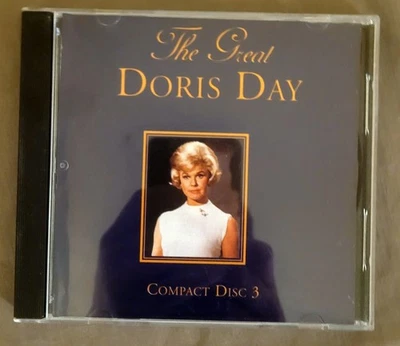 The Great
DORIS DAY
COMPACT DISC 3